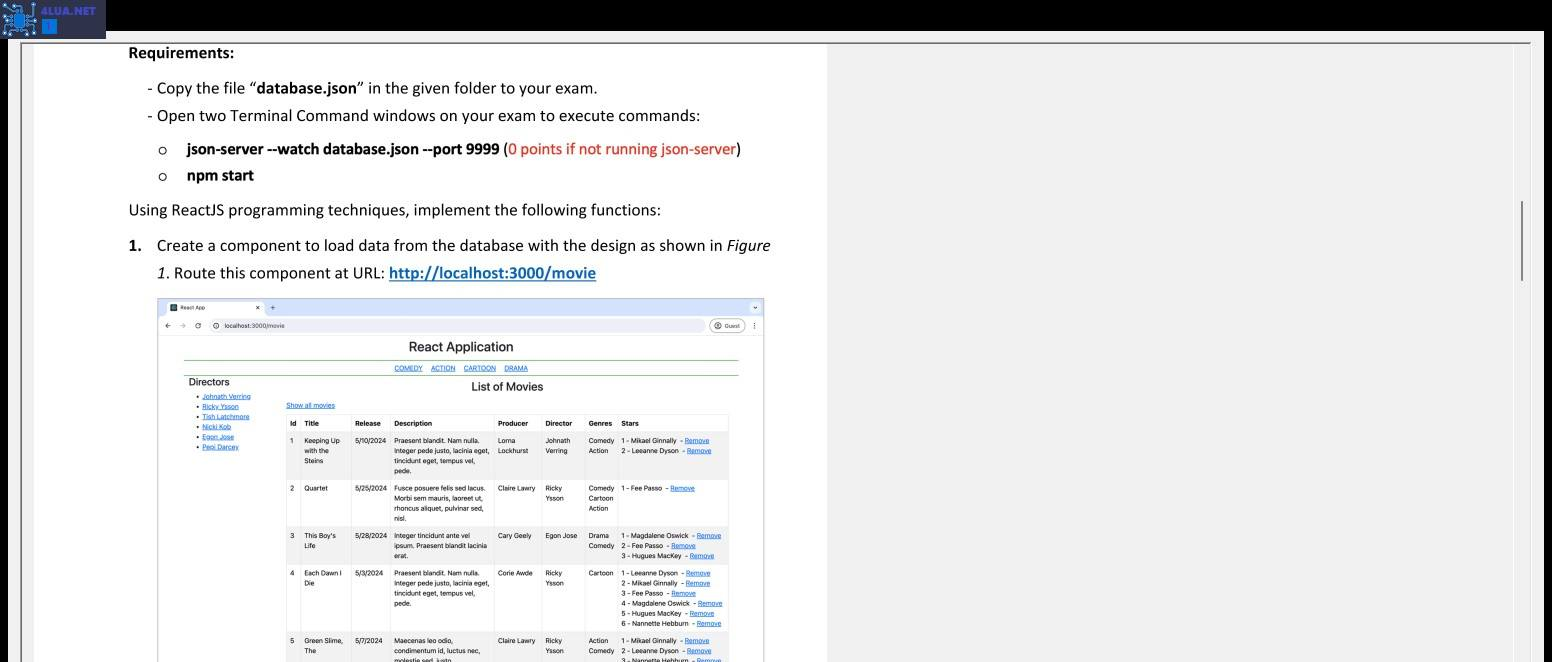 4LUA.NET
Requirements:
- Copy the file “database.json” in the given folder to your exam.
- Open two Terminal Command windows on your exam to execute commands:
o json-server --watch database.json --port 9999 (0 points if not running json-server)
o npm start
Using ReactJS programming techniques, implement the following functions:
1. Create a component to load data from the database with the design as shown in Figure
1. Route this component at URL: http://localhost:3000/movie
React App
localhost:3000/movie
Guest
React Application
COMEDY ACTION CARTOON DRAMA
Directors
• Johnath Verring
• Ricky Ysson
• Tish Latchmore
• Nicki Kob
• Egon Jose
• Pepi Darcey
List of Movies
Show all movies
Id Title Release Description Producer Director Genres Stars
1 Keeping Up 5/10/2024 Praesent blandit. Nam nulla. Lorna Johnath Comedy 1 - Mikael Ginnally - Remove
with the Integer pede justo, lacinia eget, Lockhurst Verring Action 2 - Leeanne Dyson - Remove
Steins tincidunt eget, tempus vel,
pede.
2 Quartet 5/25/2024 Fusce posuere felis sed lacus. Claire Lawry Ricky Comedy 1 - Fee Passo - Remove
Morbi sem mauris, laoreet ut, Ysson Cartoon
rhoncus aliquet, pulvinar sed, Action
nisl.
3 This Boy's 5/28/2024 Integer tincidunt ante vel Cary Geely Egon Jose Drama 1 - Magdalene Oswick - Remove
Life ipsum. Praesent blandit lacinia Comedy 2 - Fee Passo - Remove
erat. 3 - Hugues MacKey - Remove
4 Each Dawn I 5/3/2024 Praesent blandit. Nam nulla. Corie Awde Ricky Cartoon 1 - Leeanne Dyson - Remove
Die Integer pede justo, lacinia eget, Ysson 2 - Mikael Ginnally - Remove
tincidunt eget, tempus vel, 3 - Fee Passo - Remove
pede. 4 - Magdalene Oswick - Remove
5 - Hugues MacKey - Remove
6 - Nannette Hebburn - Remove
5 Green Slime, 5/7/2024 Maecenas leo odio, Claire Lawry Ricky Action 1 - Mikael Ginnally - Remove
The condimentum id, luctus nec, Ysson Comedy 2 - Leeanne Dyson - Remove
molestie sed, justo. 3 - Nannette Hebburn - Remove